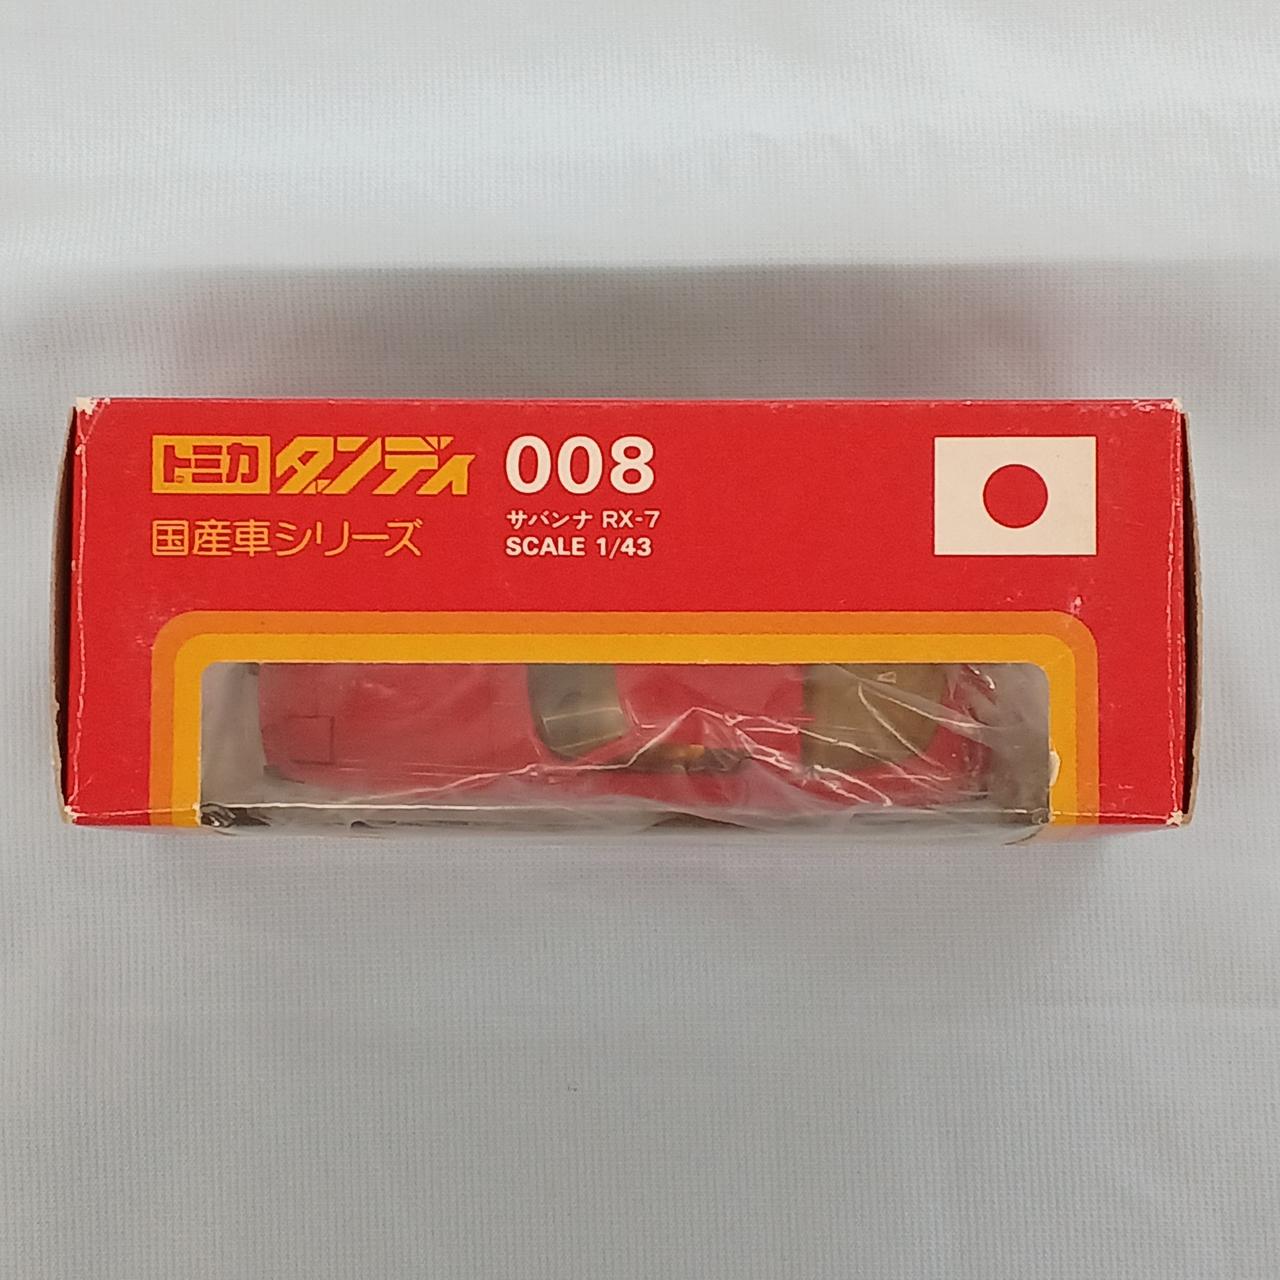 トミカ ダンディ 008
国産車シリーズ
サバンナ RX-7
SCALE 1/43